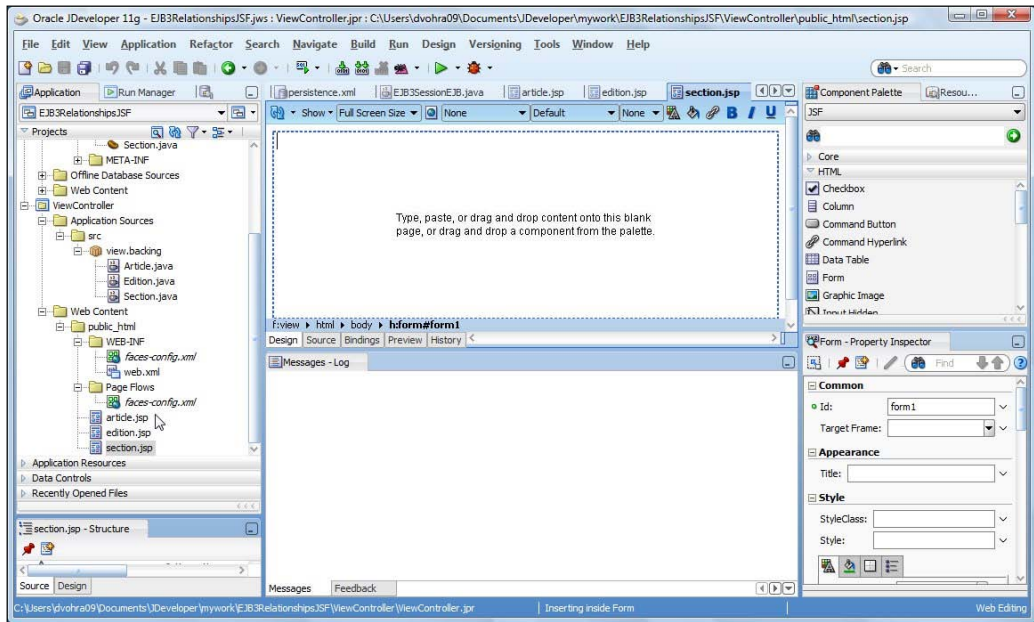 Oracle JDeveloper 11g - EJB3RelationshipsJSF.jws : ViewController.jpr : C:\Users\dvohra09\Documents\JDeveloper\mywork\EJB3RelationshipsJSF\ViewController\public_html\section.jsp
File Edit View Application Refactor Search Navigate Build Run Design Versioning Tools Window Help
Search
Application Run Manager
persistence.xml EJB3SessionEJB.java article.jsp edition.jsp section.jsp
Component Palette Resou...
EJB3RelationshipsJSF
Show Full Screen Size None Default None B I U
JSF
Projects
Section.java
META-INF
Offline Database Sources
Web Content
ViewController
Application Sources
src
view.backing
Article.java
Edition.java
Section.java
Web Content
public_html
WEB-INF
faces-config.xml
web.xml
Page Flows
faces-config.xml
article.jsp
edition.jsp
section.jsp
Application Resources
Data Controls
Recently Opened Files
section.jsp - Structure
Source Design
Type, paste, or drag and drop content onto this blank
page, or drag and drop a component from the palette.
f:view html body h:form#form1
Design Source Bindings Preview History
Messages - Log
Messages Feedback
Core
HTML
Checkbox
Column
Command Button
Command Hyperlink
Data Table
Form
Graphic Image
Input Hidden
Form - Property Inspector
Find
Common
Id: form1
Target Frame:
Appearance
Title:
Style
StyleClass:
Style:
C:\Users\dvohra09\Documents\JDeveloper\mywork\EJB3RelationshipsJSF\ViewController\ViewController.jpr Inserting inside Form Web Editing